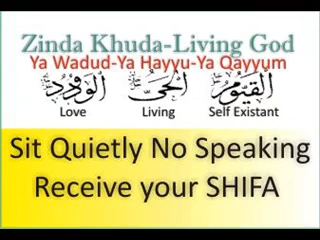 Zinda Khuda-Living God
Ya Wadud-Ya Hayyu-Ya Qayyum
الودود الحي القيوم
Love Living Self Existant
Sit Quietly No Speaking
Receive your SHIFA